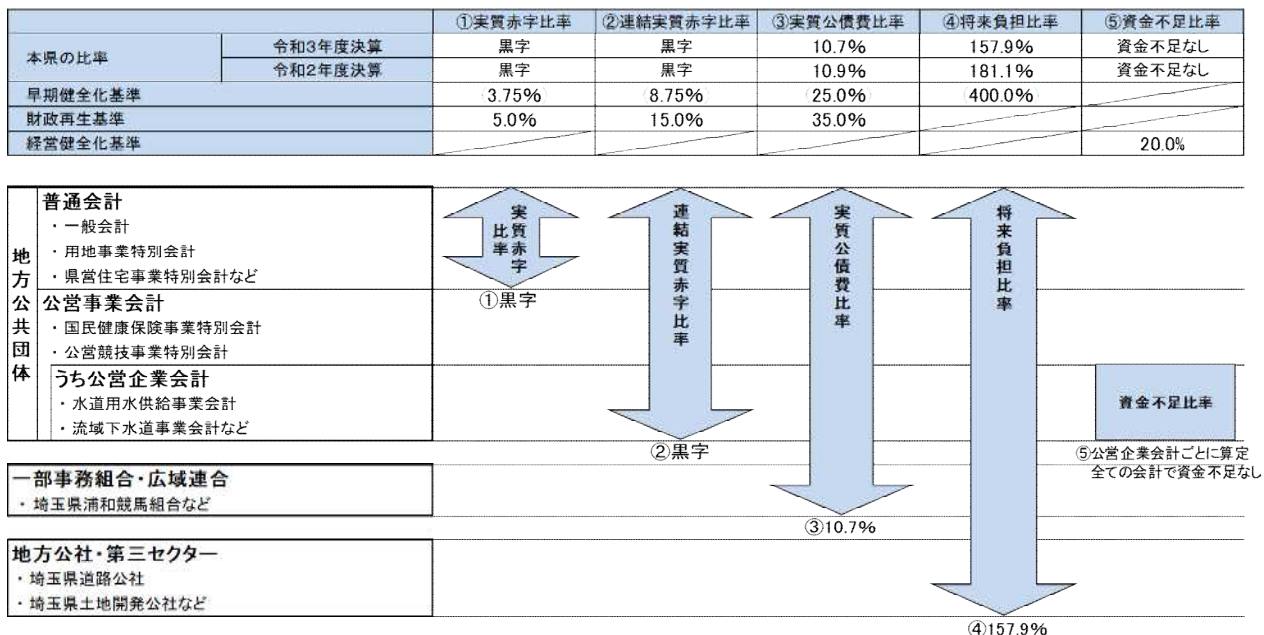 ①実質赤字比率 ②連結実質赤字比率 ③実質公債費比率 ④将来負担比率 ⑤資金不足比率
本県の比率
令和3年度決算 黒字 黒字 10.7% 157.9% 資金不足なし
令和2年度決算 黒字 黒字 10.9% 181.1% 資金不足なし
早期健全化基準 3.75% 8.75% 25.0% 400.0%
財政再生基準 5.0% 15.0% 35.0%
経営健全化基準 20.0%
地方公共団体
普通会計
・一般会計
・用地事業特別会計
・県営住宅事業特別会計など
公営事業会計
・国民健康保険事業特別会計
・公営競技事業特別会計
うち公営企業会計
・水道用水供給事業会計
・流域下水道事業会計など
一部事務組合・広域連合
・埼玉県浦和競馬組合など
地方公社・第三セクター
・埼玉県道路公社
・埼玉県土地開発公社など
実質赤字
比率
①黒字
連結実質赤字比率
②黒字
実質公債費比率
③10.7%
将来負担比率
④157.9%
資金不足比率
⑤公営企業会計ごとに算定
全ての会計で資金不足なし